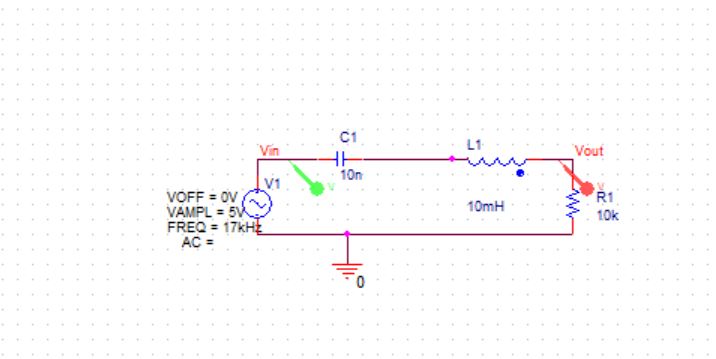 C1
Vin
L1
Vout
10n
V1
v
v
VOFF = 0V
R1
VAMPL = 5V
10mH
10k
FREQ = 17kHz
AC =
0